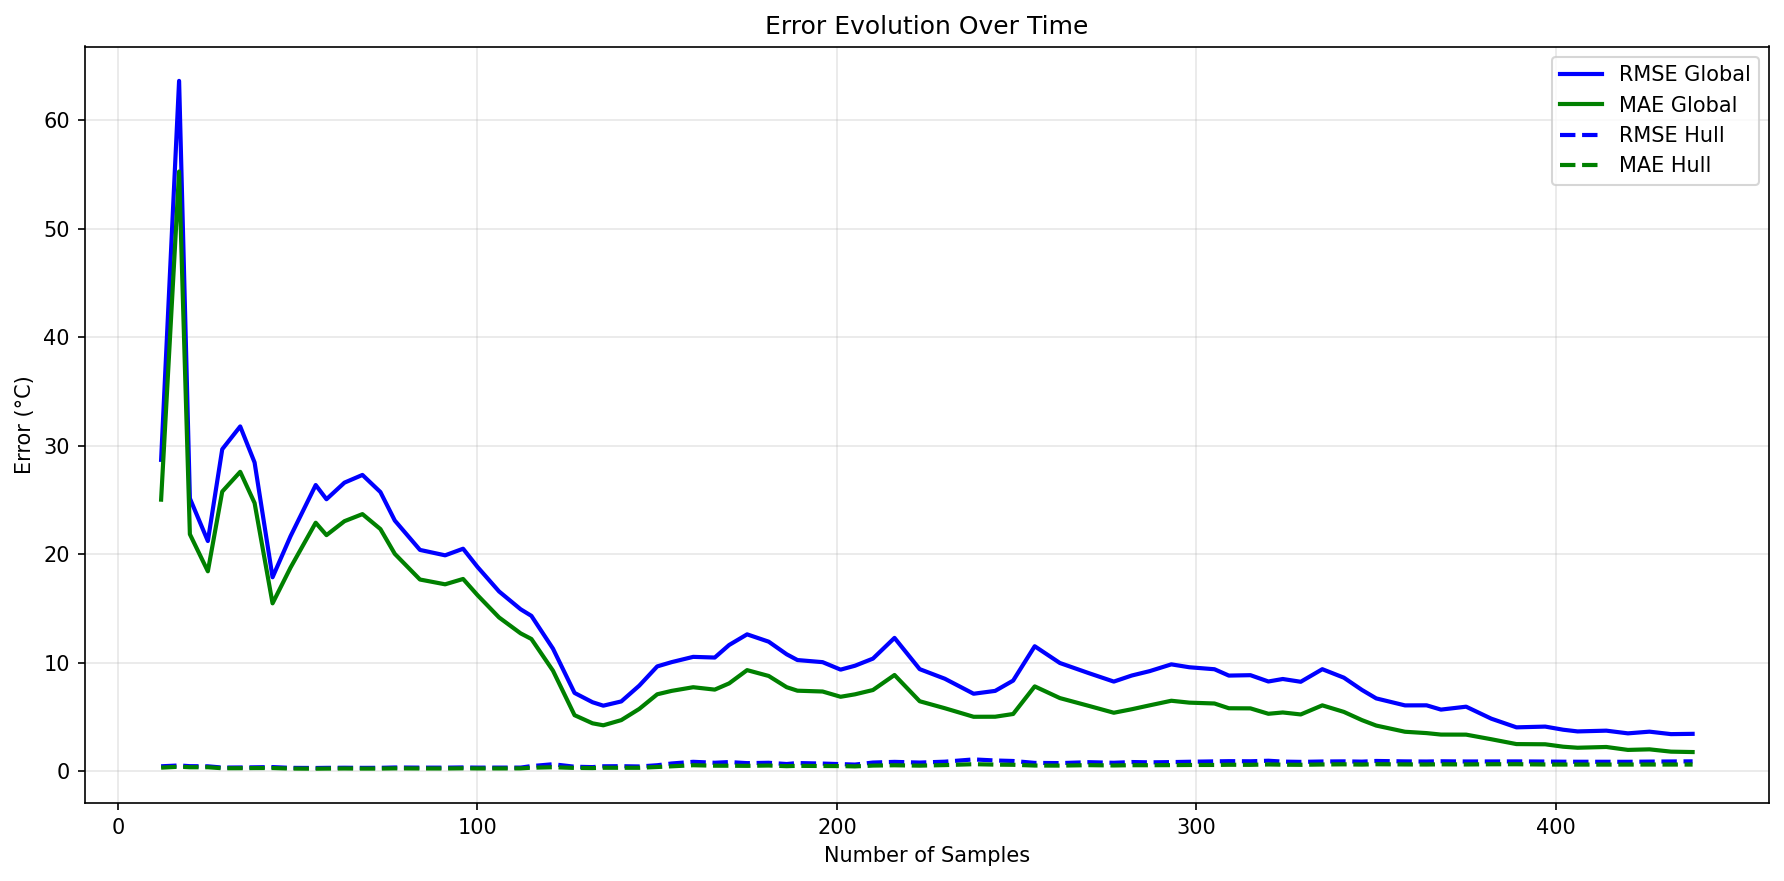 Error Evolution Over Time
RMSE Global
MAE Global
RMSE Hull
MAE Hull
Error (°C)
60
50
40
30
20
10
0
0 100 200 300 400
Number of Samples